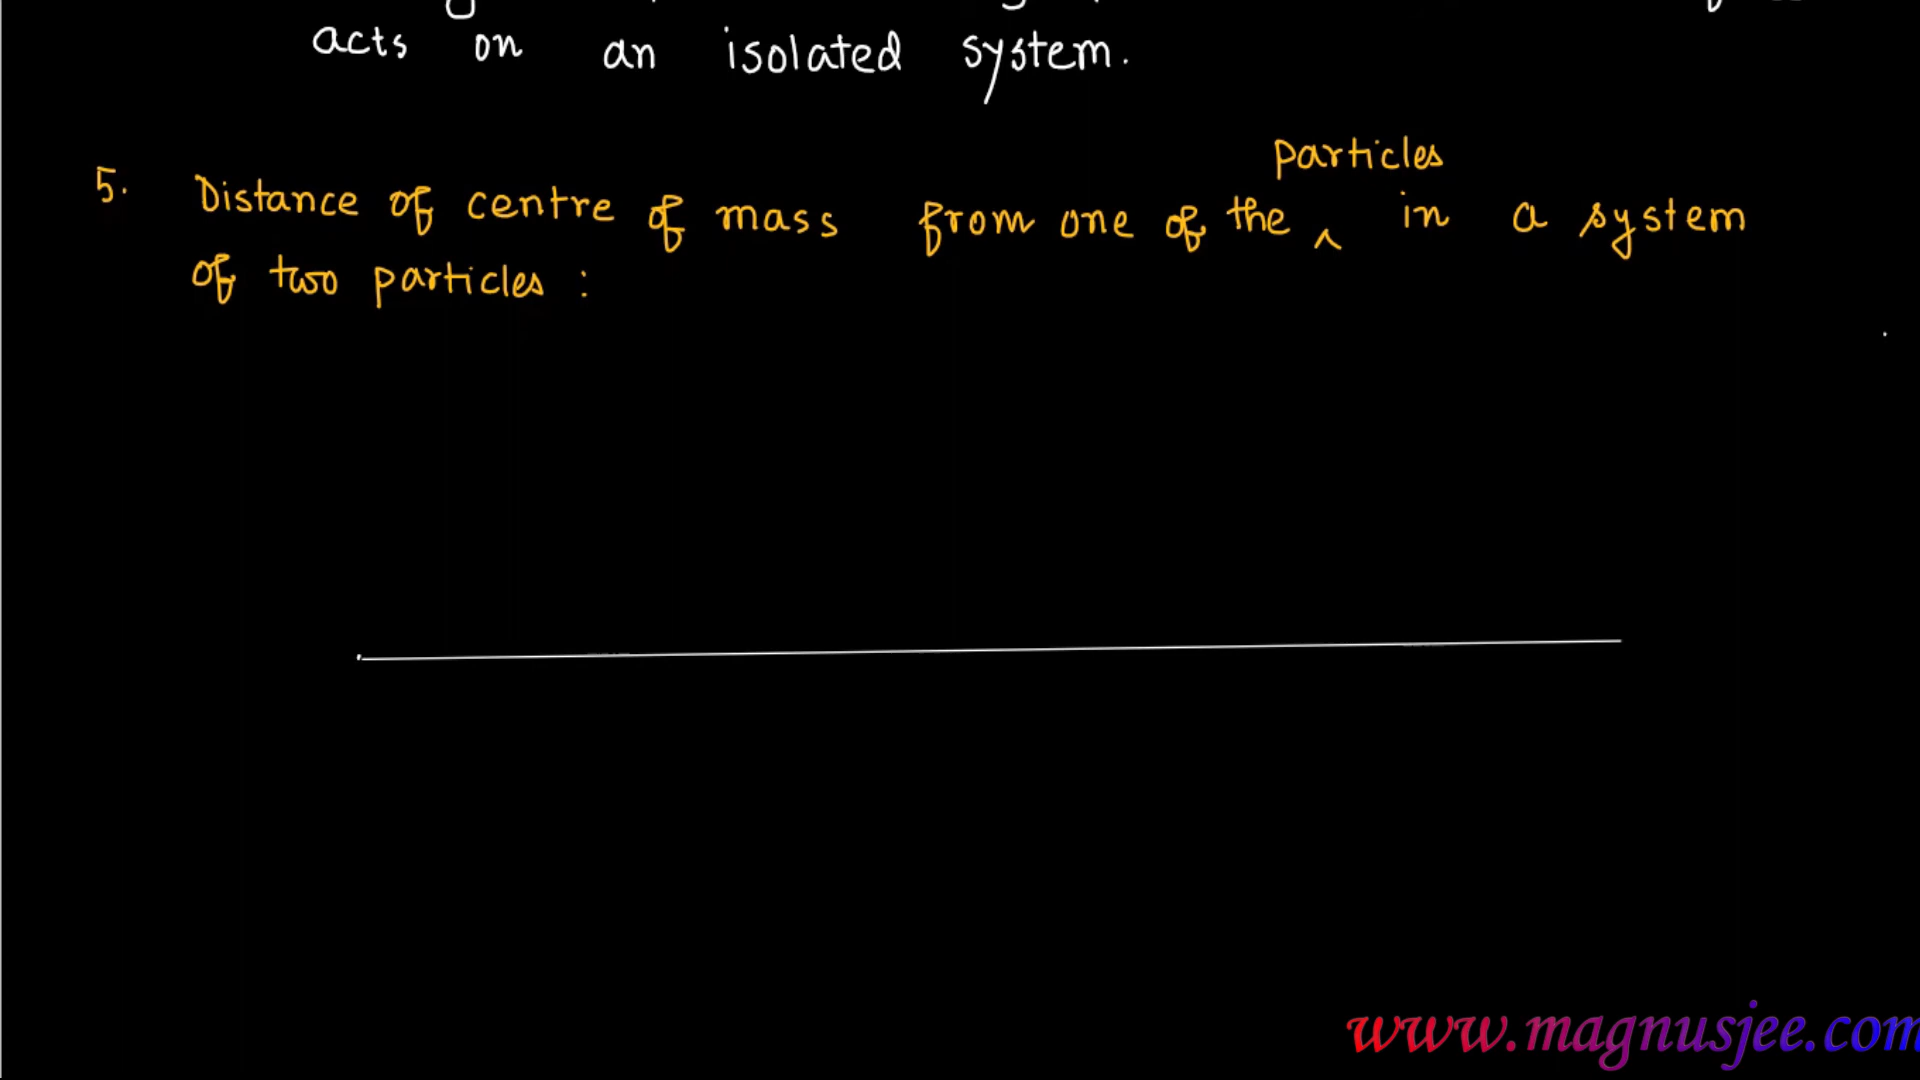 acts on an isolated system.
particles
5. Distance of centre of mass from one of the ^ in a system
of two particles :
www.magnusjee.com